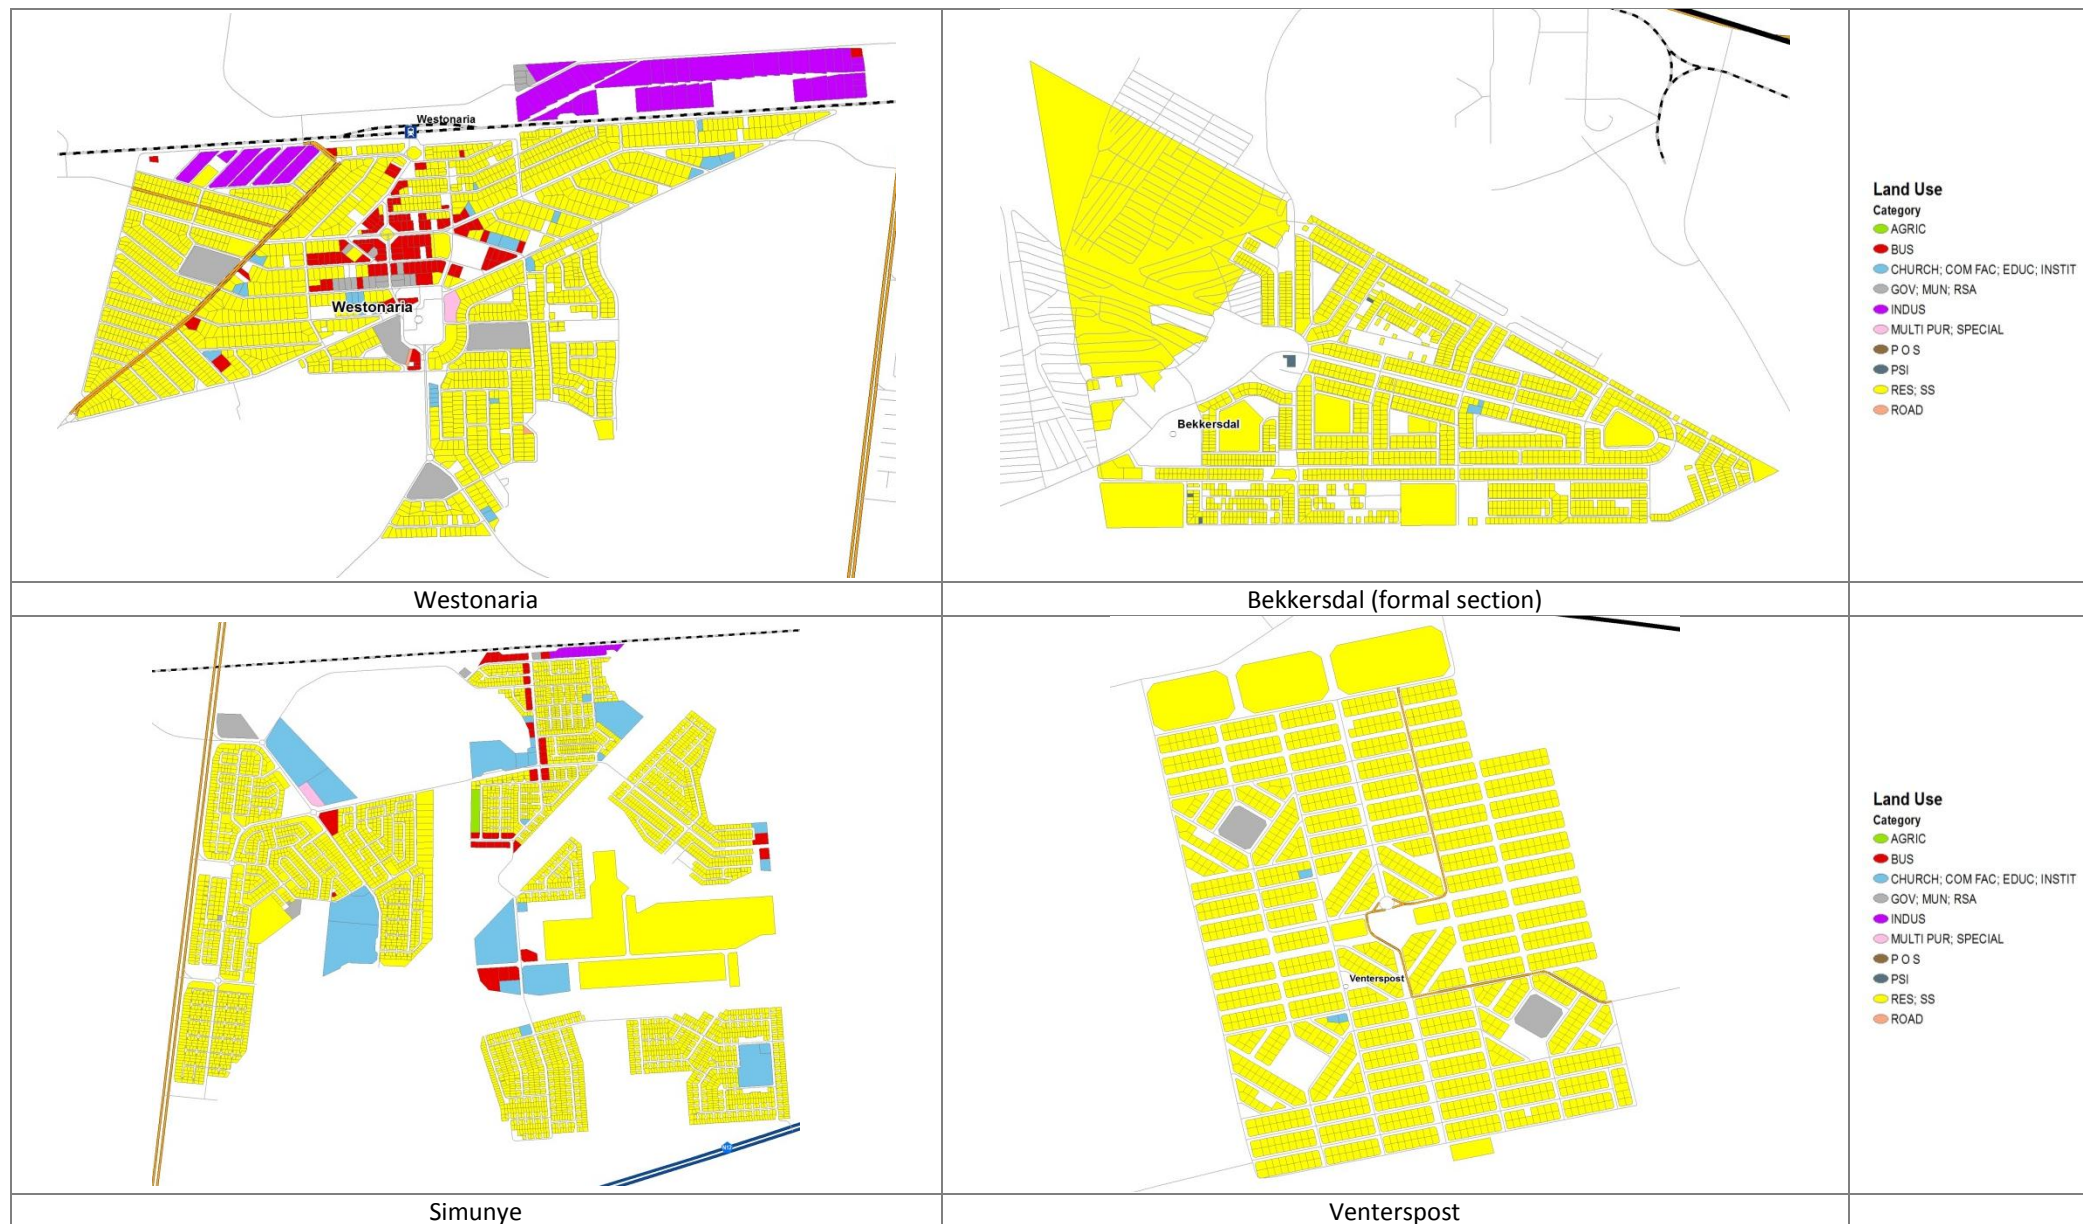 Westonaria
Westonaria
Bekkersdal
Land Use
Category
AGRIC
BUS
CHURCH; COM FAC; EDUC; INSTIT
GOV; MUN; RSA
INDUS
MULTI PUR; SPECIAL
P O S
PSI
RES; SS
ROAD
Westonaria
Bekkersdal (formal section)
Venterspost
Land Use
Category
AGRIC
BUS
CHURCH; COM FAC; EDUC; INSTIT
GOV; MUN; RSA
INDUS
MULTI PUR; SPECIAL
P O S
PSI
RES; SS
ROAD
Simunye
Venterspost